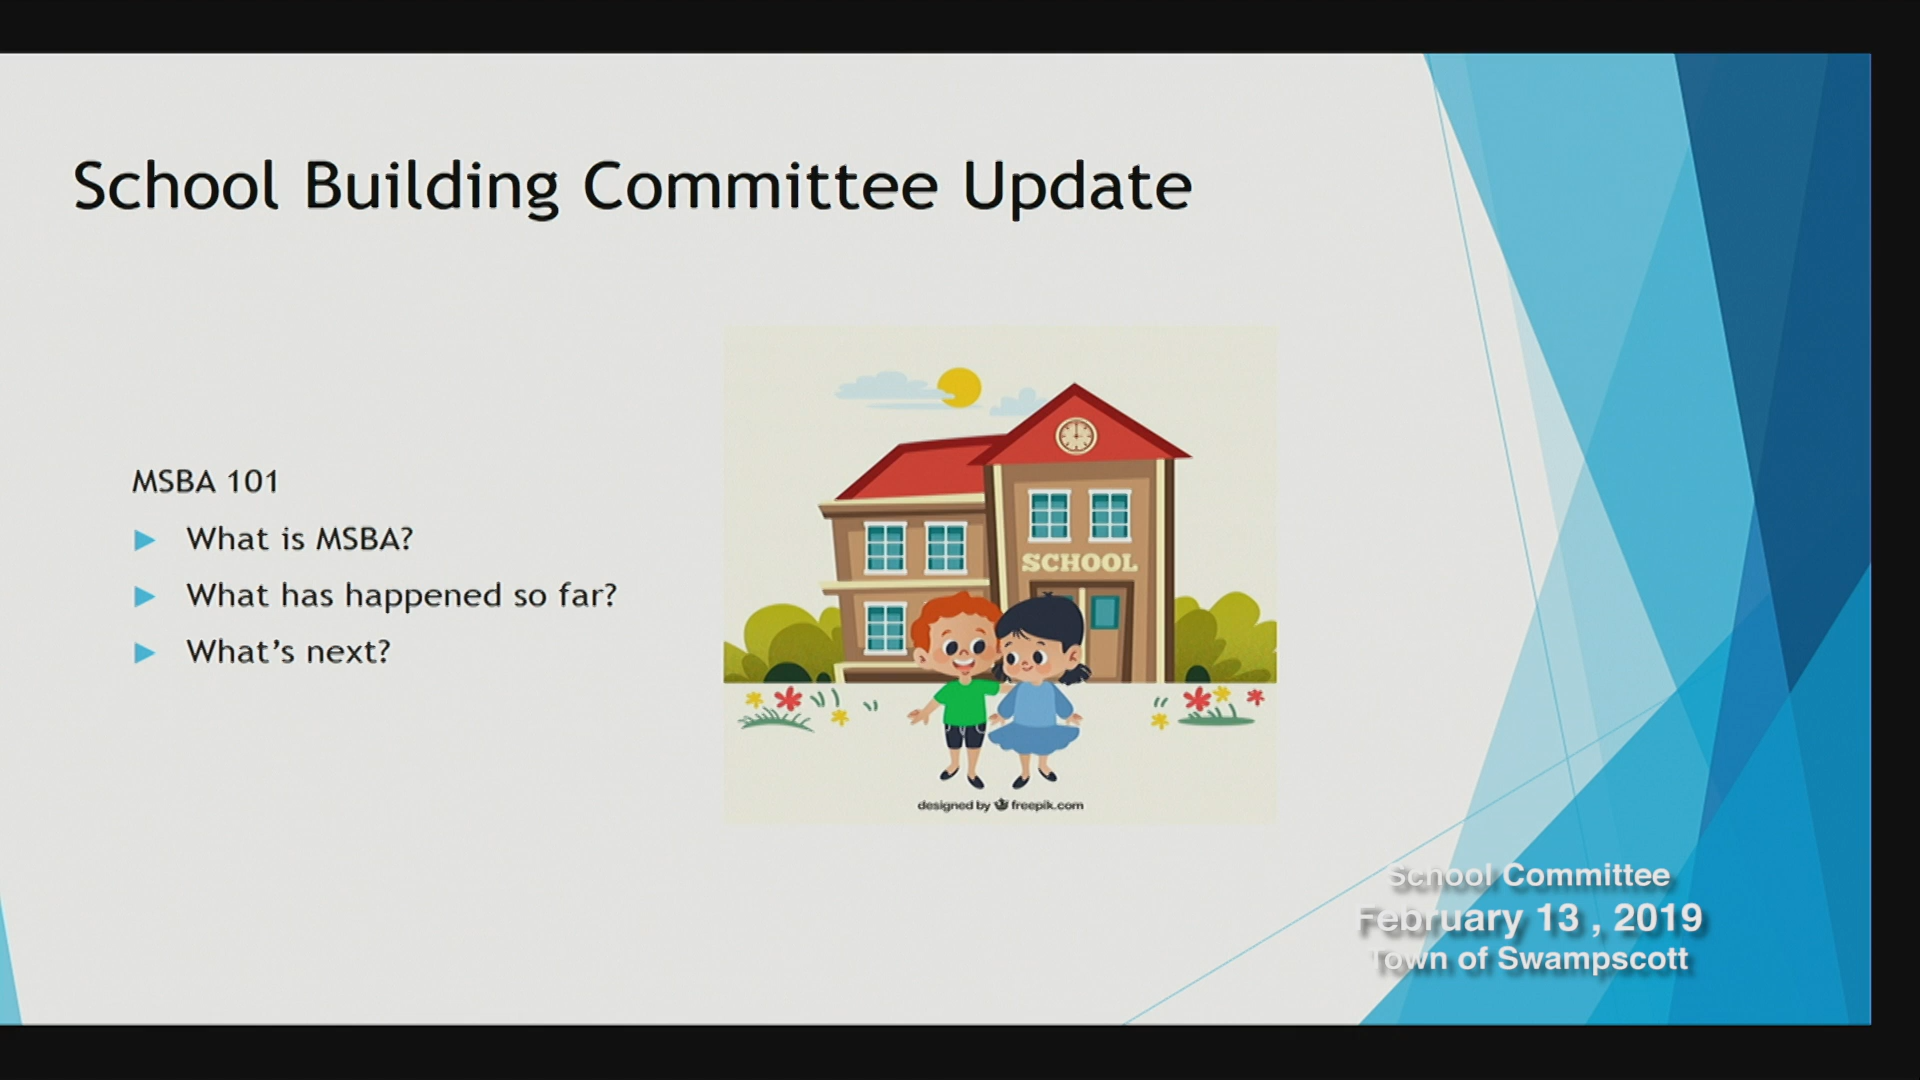 School Building Committee Update
MSBA 101
What is MSBA?
What has happened so far?
What's next?
SCHOOL
designed by freepik.com
School Committee
February 13 , 2019
Town of Swampscott